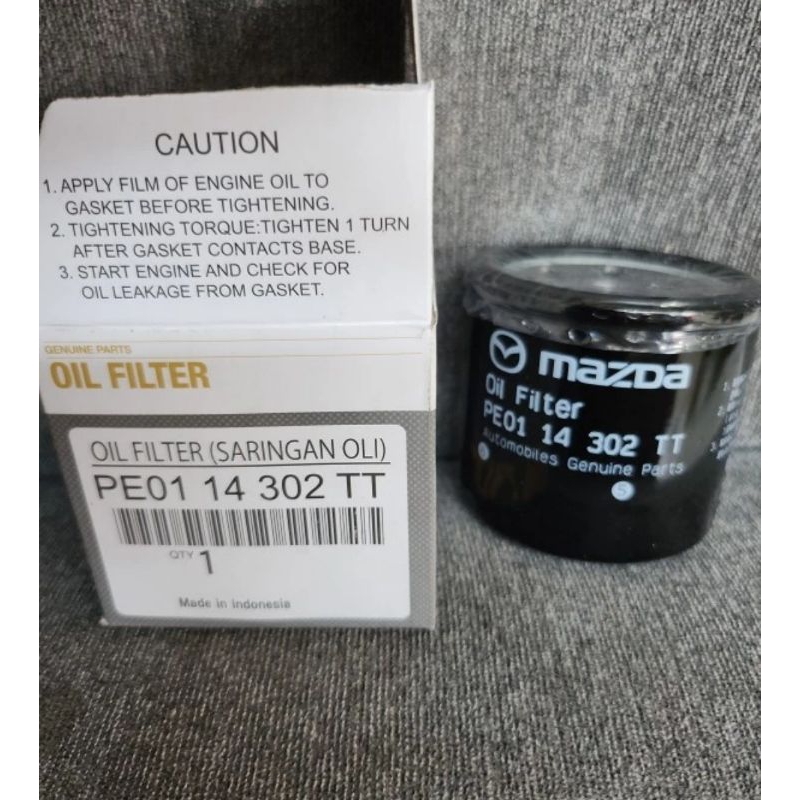 CAUTION
1. APPLY FILM OF ENGINE OIL TO
GASKET BEFORE TIGHTENING.
2. TIGHTENING TORQUE:TIGHTEN 1 TURN
AFTER GASKET CONTACTS BASE.
3. START ENGINE AND CHECK FOR
OIL LEAKAGE FROM GASKET.
GENUINE PARTS
OIL FILTER
OIL FILTER (SARINGAN OLI)
PE01 14 302 TT
QTY 1
Made in Indonesia
mazda
Oil Filter
PE01 14 302 TT
Automobiles Genuine Parts
5